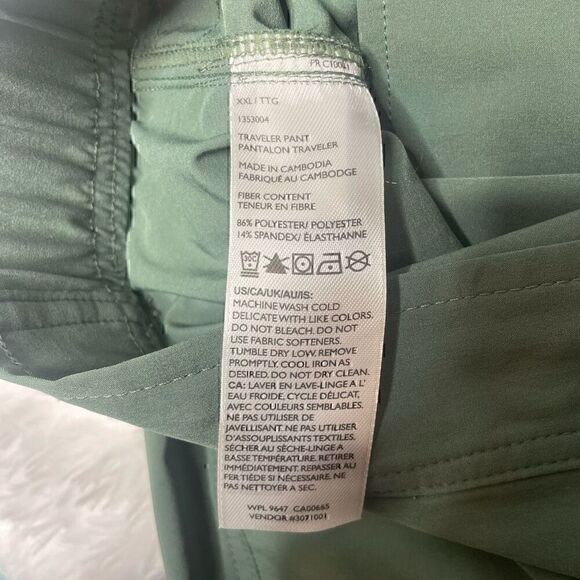 PR C10041
XXL / TTG
1353004
TRAVELER PANT
PANTALON TRAVELER
MADE IN CAMBODIA
FABRIQUÉ AU CAMBODGE
FIBER CONTENT
TENEUR EN FIBRE
86% POLYESTER/ POLYESTER
14% SPANDEX/ ÉLASTHANNE
30°C
US/CA/UK/AU/IS:
MACHINE WASH COLD
DELICATE WITH LIKE COLORS.
DO NOT BLEACH. DO NOT
USE FABRIC SOFTENERS.
TUMBLE DRY LOW. REMOVE
PROMPTLY. COOL IRON AS
DESIRED. DO NOT DRY CLEAN.
CA: LAVER EN LAVE-LINGE A L'
EAU FROIDE, CYCLE DÉLICAT,
AVEC COULEURS SEMBLABLES.
NE PAS UTILISER DE
JAVELLISANT. NE PAS UTILISER
D'ASSOUPLISSANTS TEXTILES.
SÉCHER AU SÈCHE-LINGE A
BASSE TEMPÉRATURE. RETIRER
IMMÉDIATEMENT. REPASSER AU
FER TIÈDE SI NÉCESSAIRE. NE
PAS NETTOYER A SEC.
WPL 9647 CA00665
VENDOR #3071001